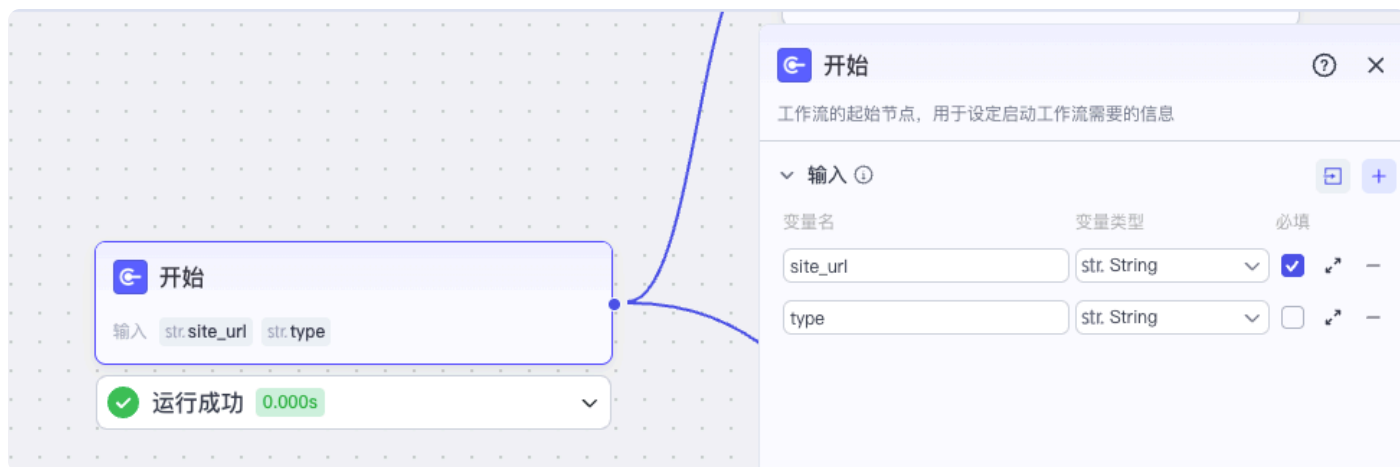 开始
输入 str.site_url str.type
运行成功 0.000s
开始
工作流的起始节点，用于设定启动工作流需要的信息
输入
变量名 变量类型 必填
site_url str. String
type str. String